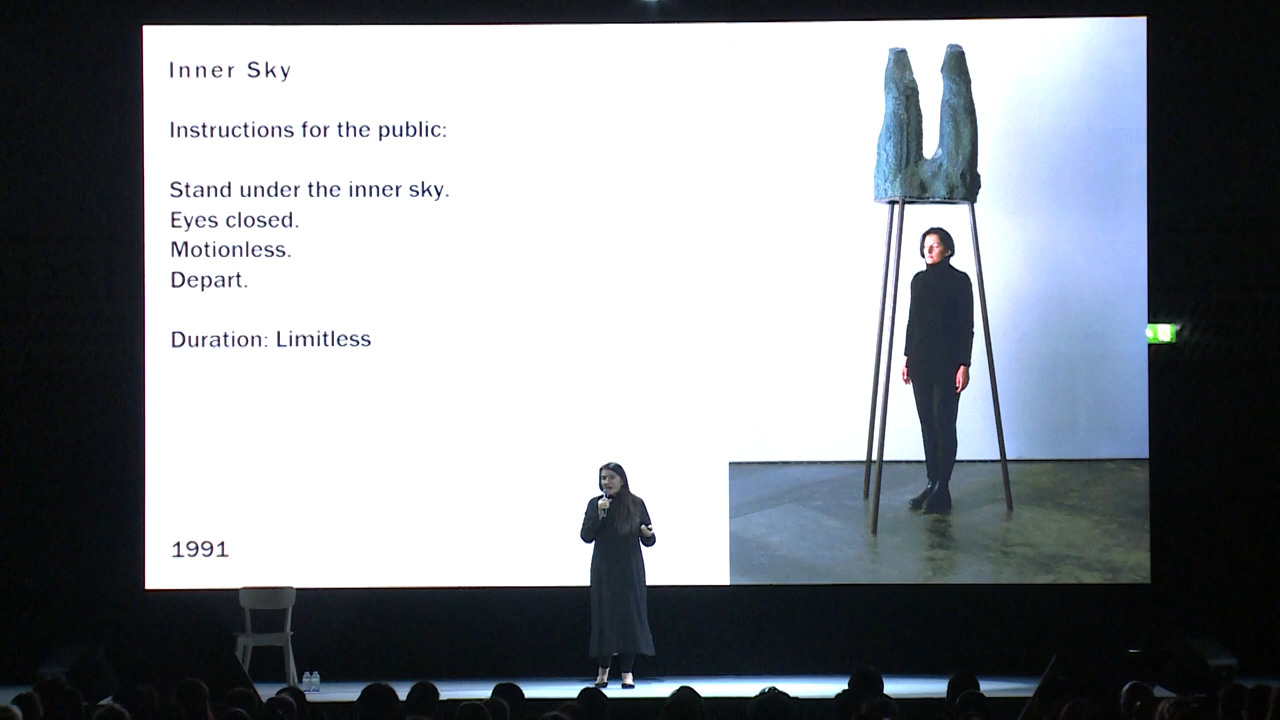 Inner Sky
Instructions for the public:
Stand under the inner sky.
Eyes closed.
Motionless.
Depart.
Duration: Limitless
1991